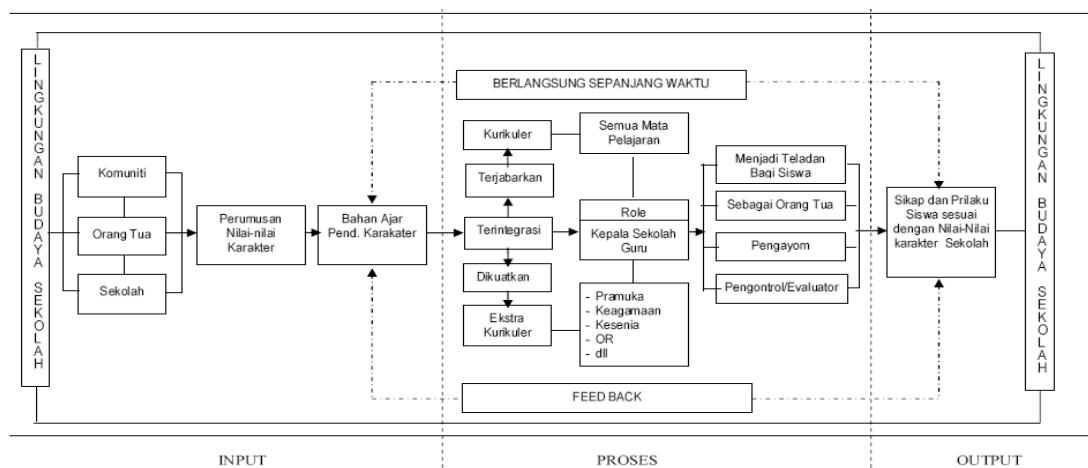 LINGKUNGAN BUDAYA SEKOLAH
Komuniti
Orang Tua
Sekolah
Perumusan
Nilai-nilai
Karakter
Bahan Ajar
Pend. Karakater
BERLANGSUNG SEPANJANG WAKTU
Kurikuler
Semua Mata
Pelajaran
Terjabarkan
Terintegrasi
Role
Kepala Sekolah
Guru
Dikuatkan
Ekstra
Kurikuler
- Pramuka
- Keagamaan
- Kesenia
- OR
- dll
Menjadi Teladan
Bagi Siswa
Sebagai Orang Tua
Pengayom
Pengontrol/Evaluator
FEED BACK
Sikap dan Prilaku
Siswa sesuai
dengan Nilai-Nilai
karakter Sekolah
LINGKUNGAN BUDAYA SEKOLAH
INPUT
PROSES
OUTPUT